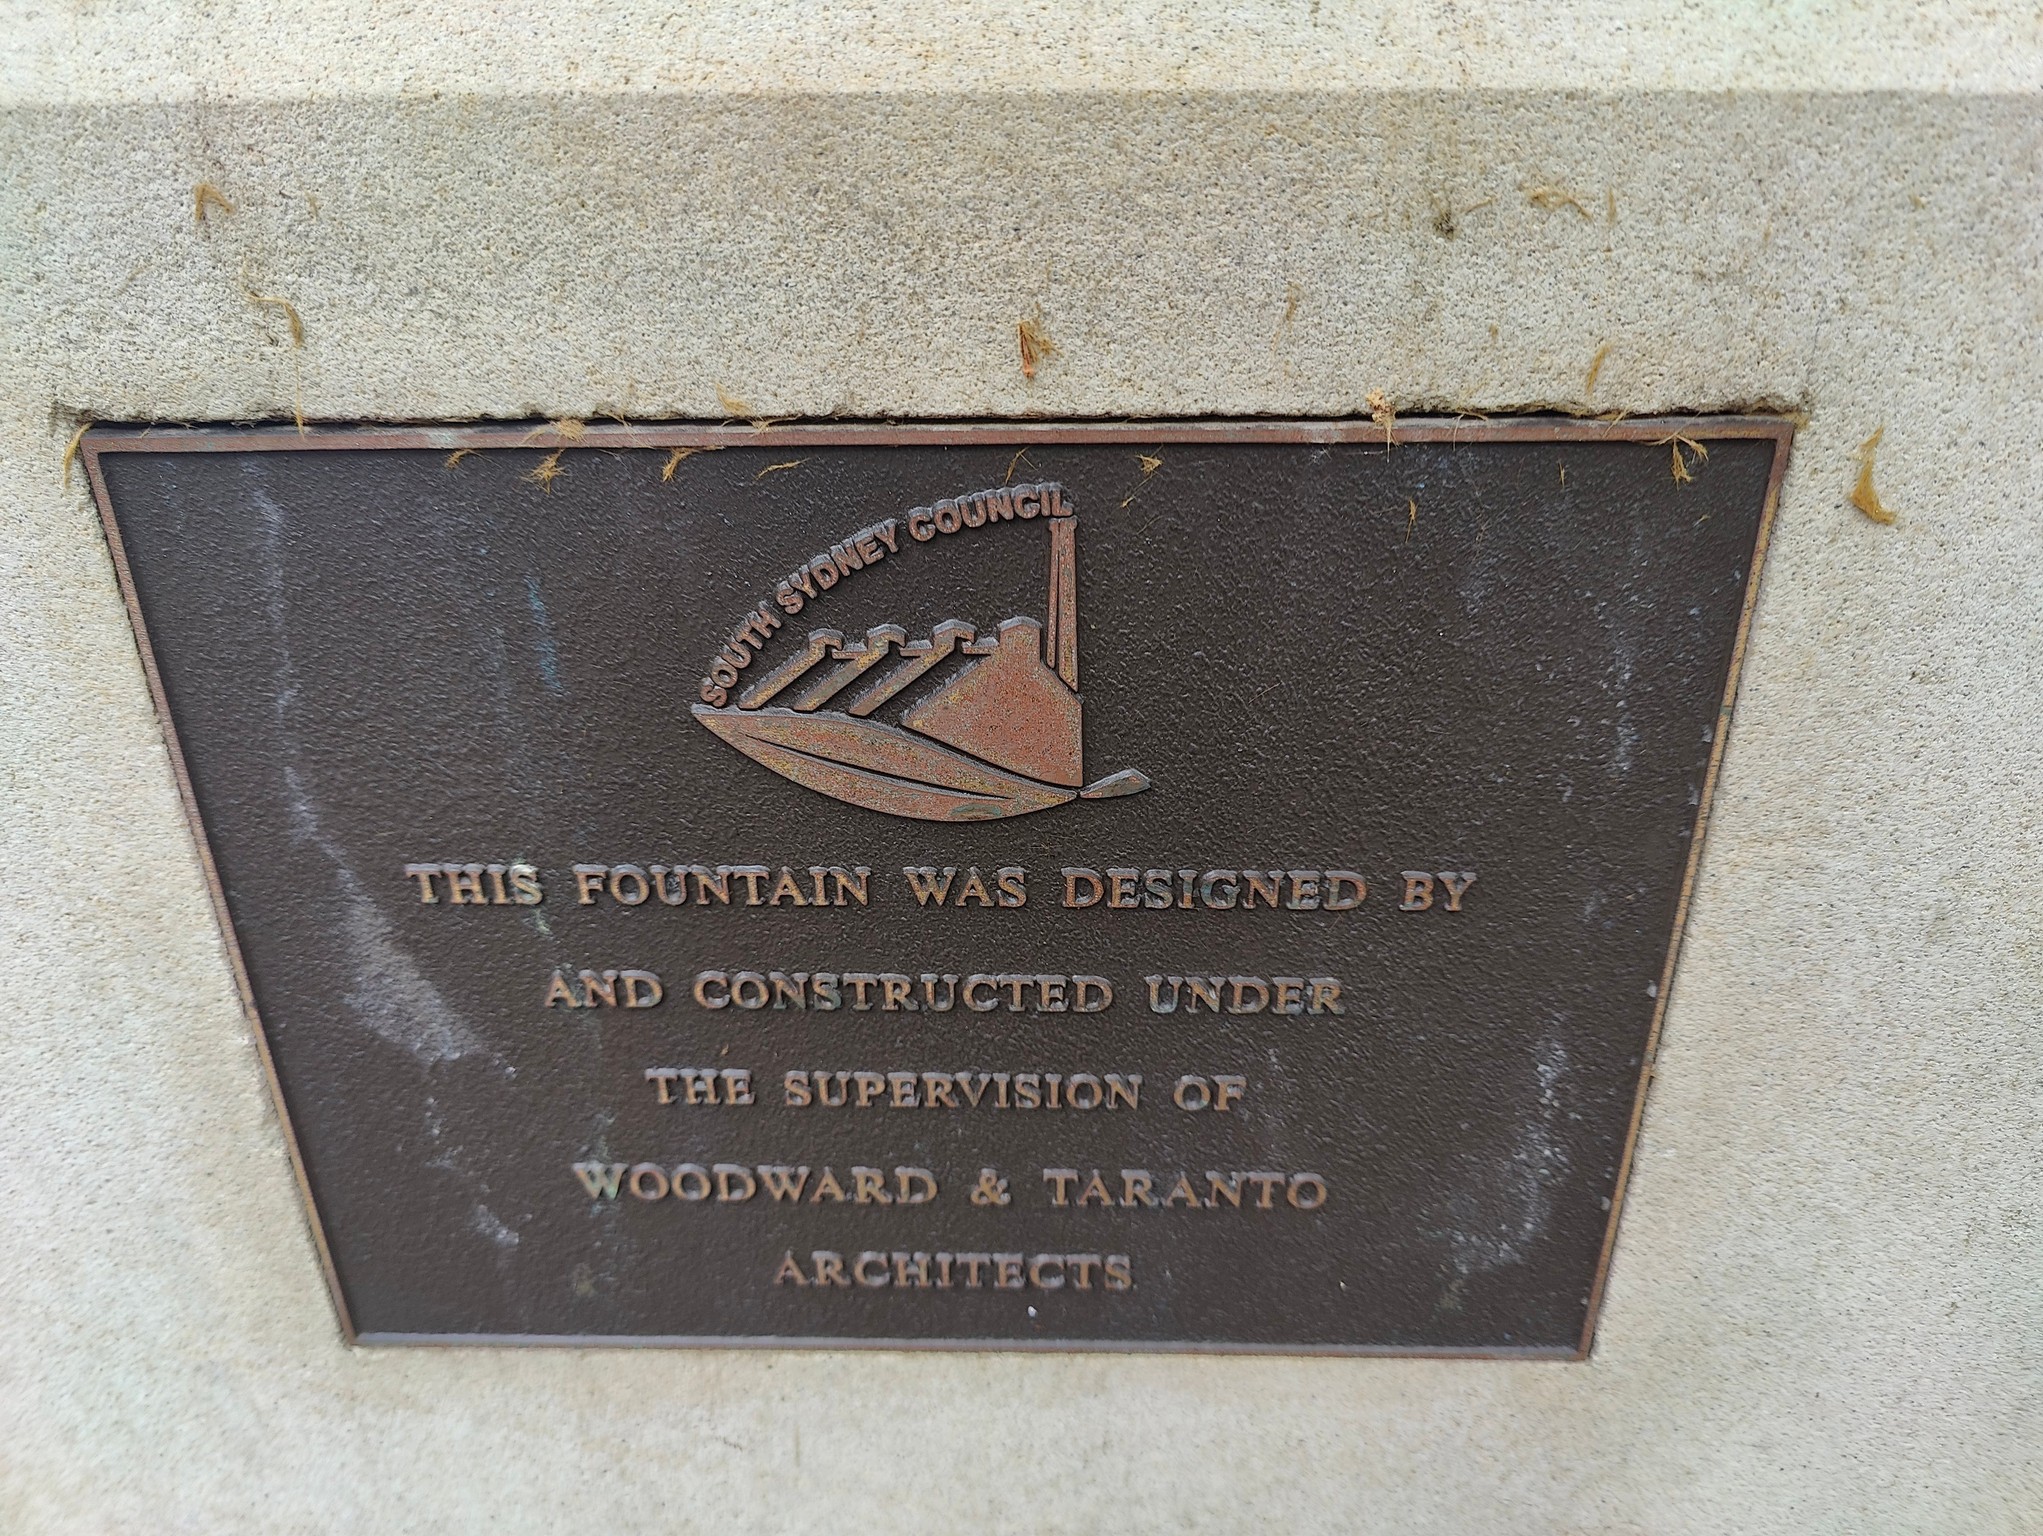 SOUTH SYDNEY COUNCIL
THIS FOUNTAIN WAS DESIGNED BY
AND CONSTRUCTED UNDER
THE SUPERVISION OF
WOODWARD & TARANTO
ARCHITECTS